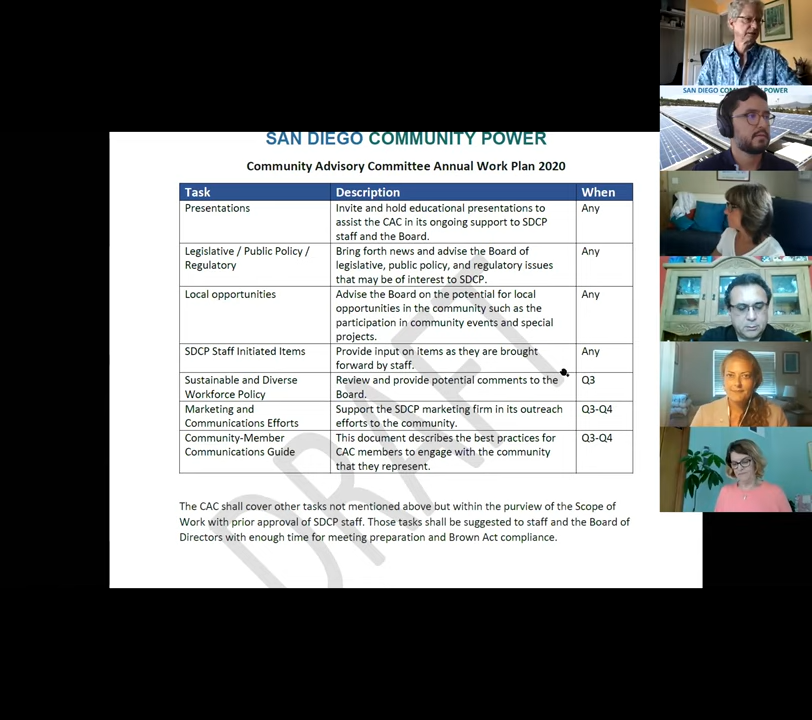 SAN DIEGO COMMUNITY POWER
SAN DIEGO COMMUNITY POWER
Community Advisory Committee Annual Work Plan 2020
Task Description When
Presentations Invite and hold educational presentations to Any
assist the CAC in its ongoing support to SDCP
staff and the Board.
Legislative / Public Policy / Bring forth news and advise the Board of Any
Regulatory legislative, public policy, and regulatory issues
that may be of interest to SDCP.
Local opportunities Advise the Board on the potential for local Any
opportunities in the community such as the
participation in community events and special
projects.
SDCP Staff Initiated Items Provide input on items as they are brought Any
forward by staff.
Sustainable and Diverse Review and provide potential comments to the Q3
Workforce Policy Board.
Marketing and Support the SDCP marketing firm in its outreach Q3-Q4
Communications Efforts efforts to the community.
Community-Member This document describes the best practices for Q3-Q4
Communications Guide CAC members to engage with the community
that they represent.
The CAC shall cover other tasks not mentioned above but within the purview of the Scope of
Work with prior approval of SDCP staff. Those tasks shall be suggested to staff and the Board of
Directors with enough time for meeting preparation and Brown Act compliance.
DRAFT